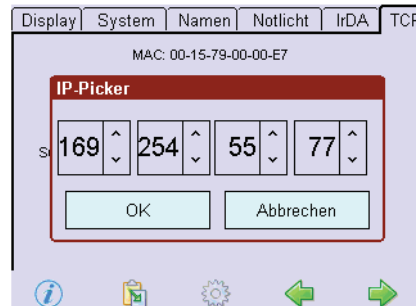 Display System Namen Notlicht IrDA TCP
MAC: 00-15-79-00-00-E7
IP-Picker
169 254 55 77
OK Abbrechen